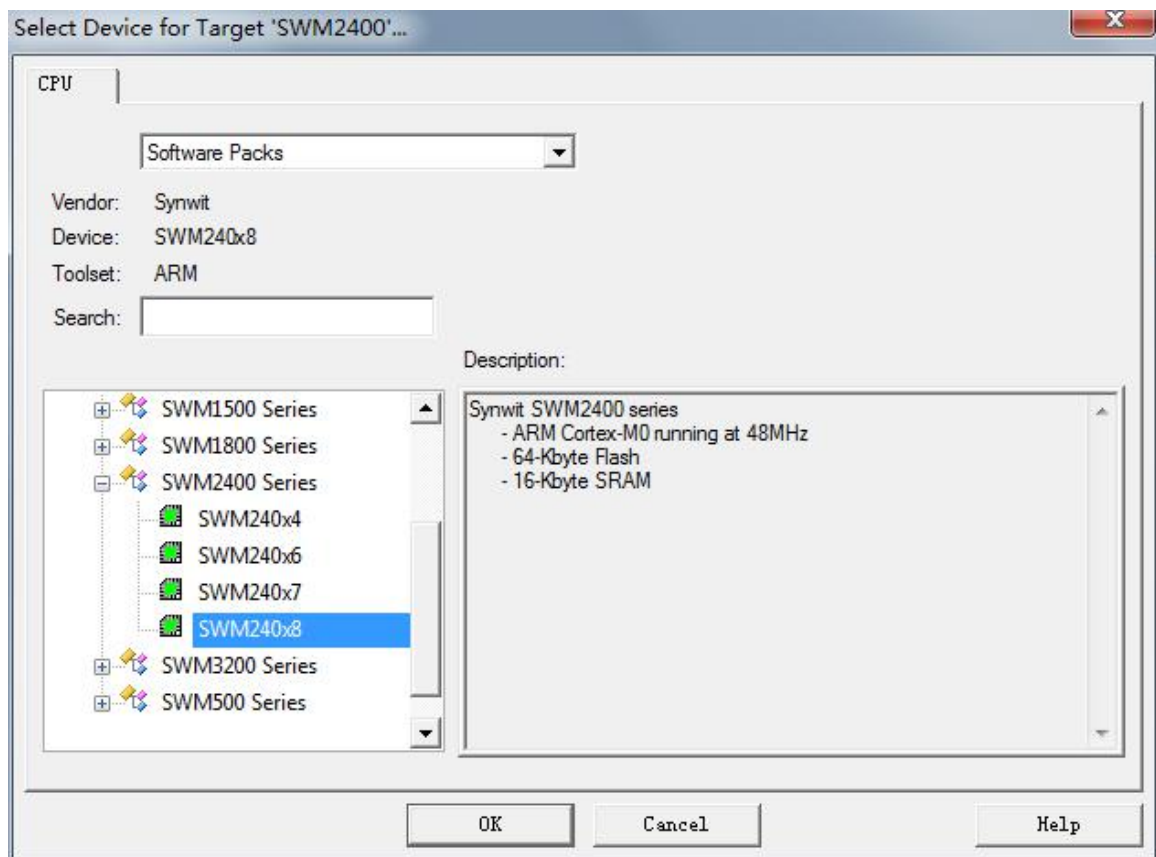 Select Device for Target 'SWM2400'...
CPU
Software Packs
Vendor: Synwit
Device: SWM240x8
Toolset: ARM
Search:
Description:
SWM1500 Series
SWM1800 Series
SWM2400 Series
SWM240x4
SWM240x6
SWM240x7
SWM240x8
SWM3200 Series
SWM500 Series
Synwit SWM2400 series
- ARM Cortex-M0 running at 48MHz
- 64-Kbyte Flash
- 16-Kbyte SRAM
OK Cancel Help